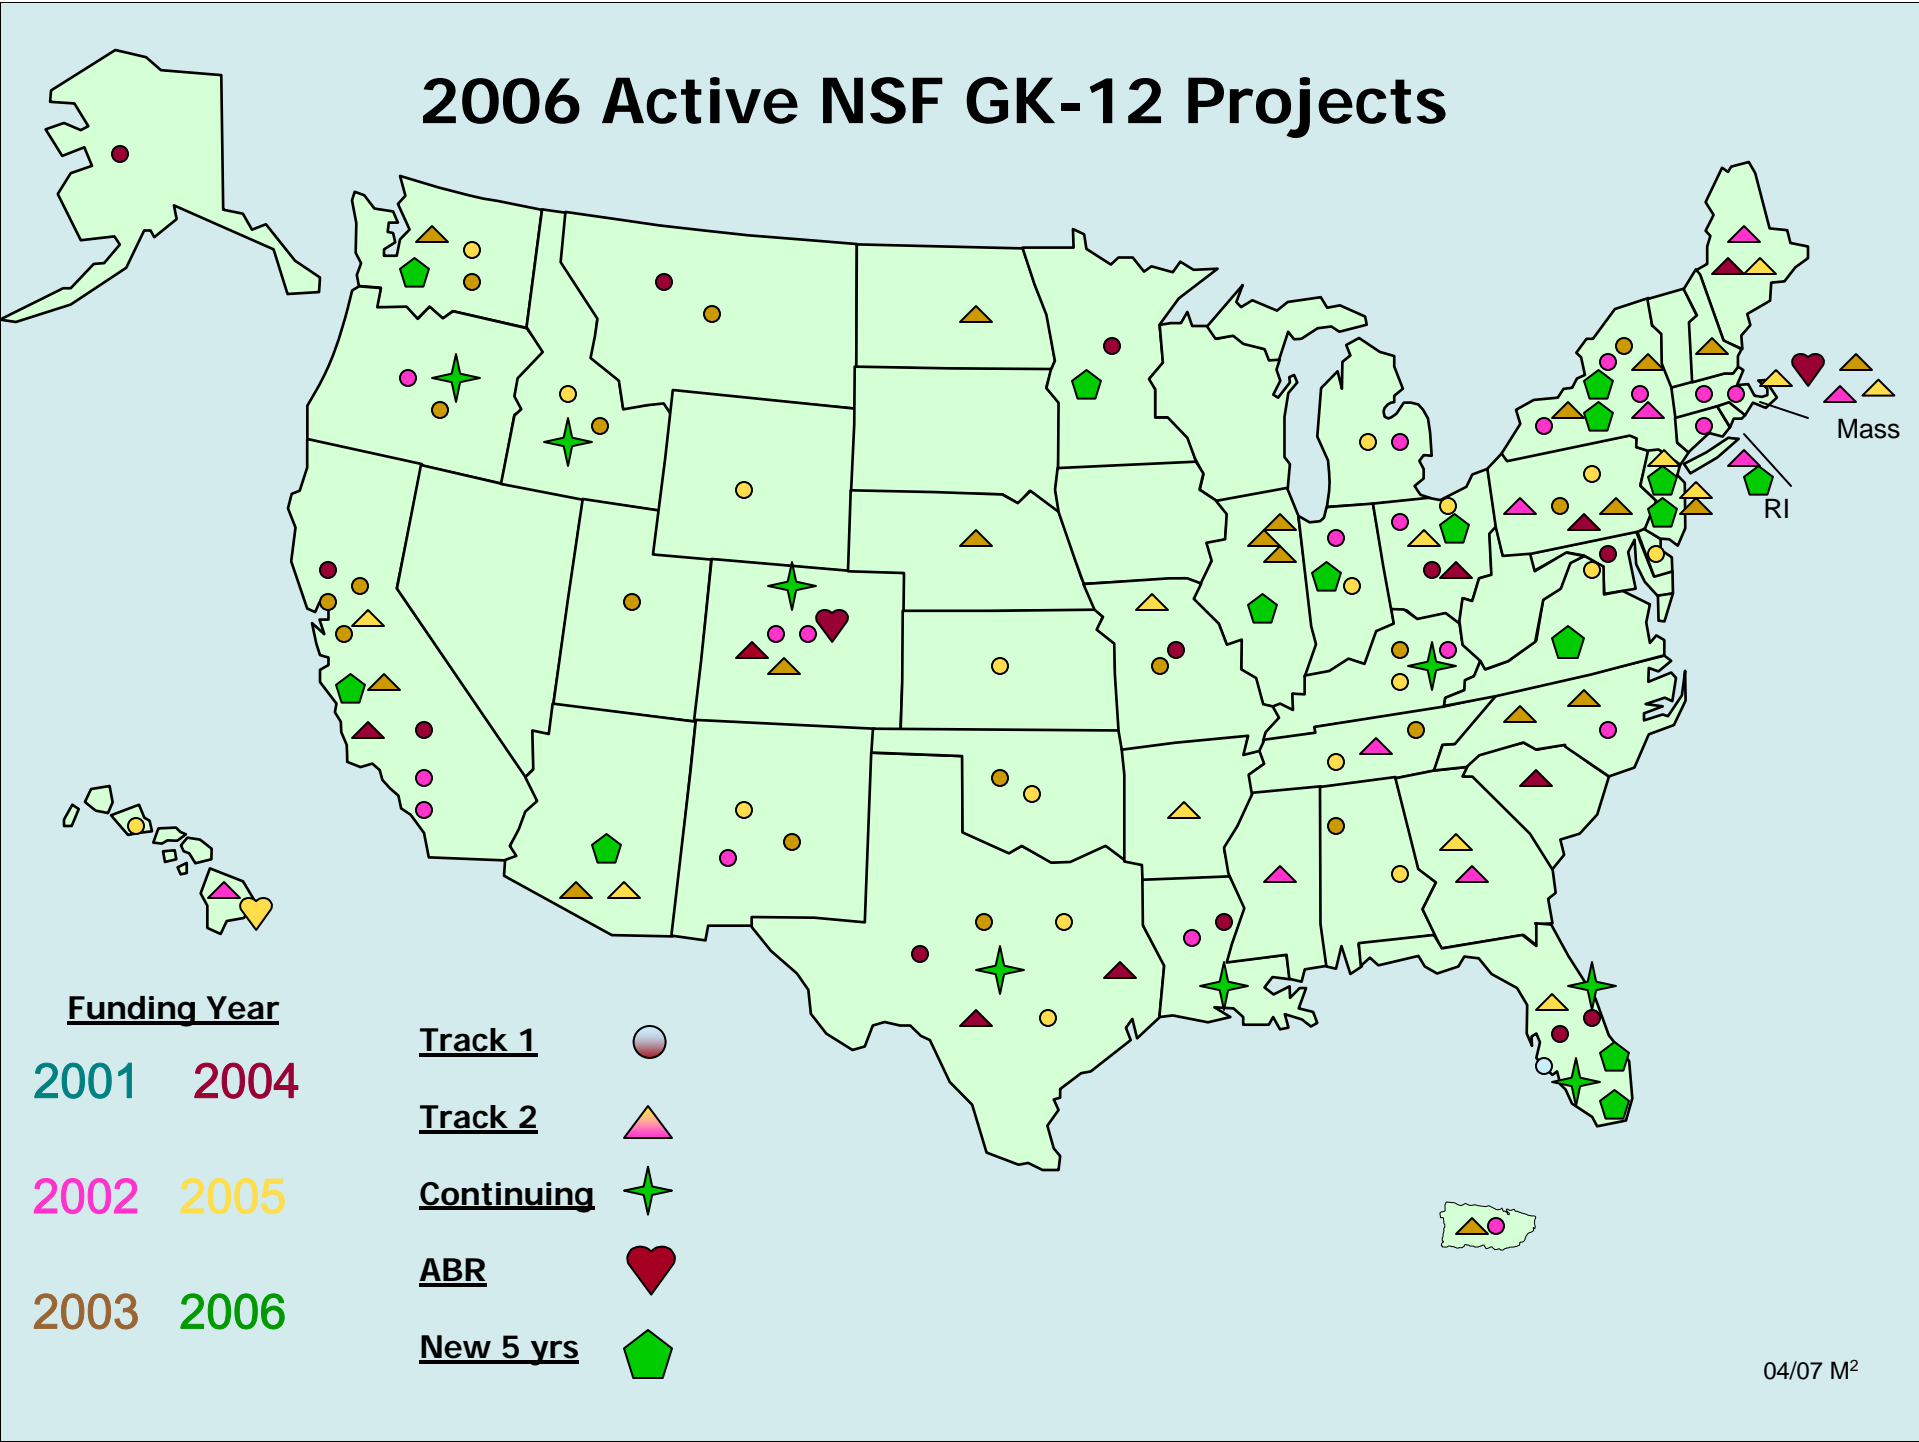 2006 Active NSF GK-12 Projects
Mass
RI
Funding Year
2001 2004
2002 2005
2003 2006
Track 1
Track 2
Continuing
ABR
New 5 yrs
04/07 M²